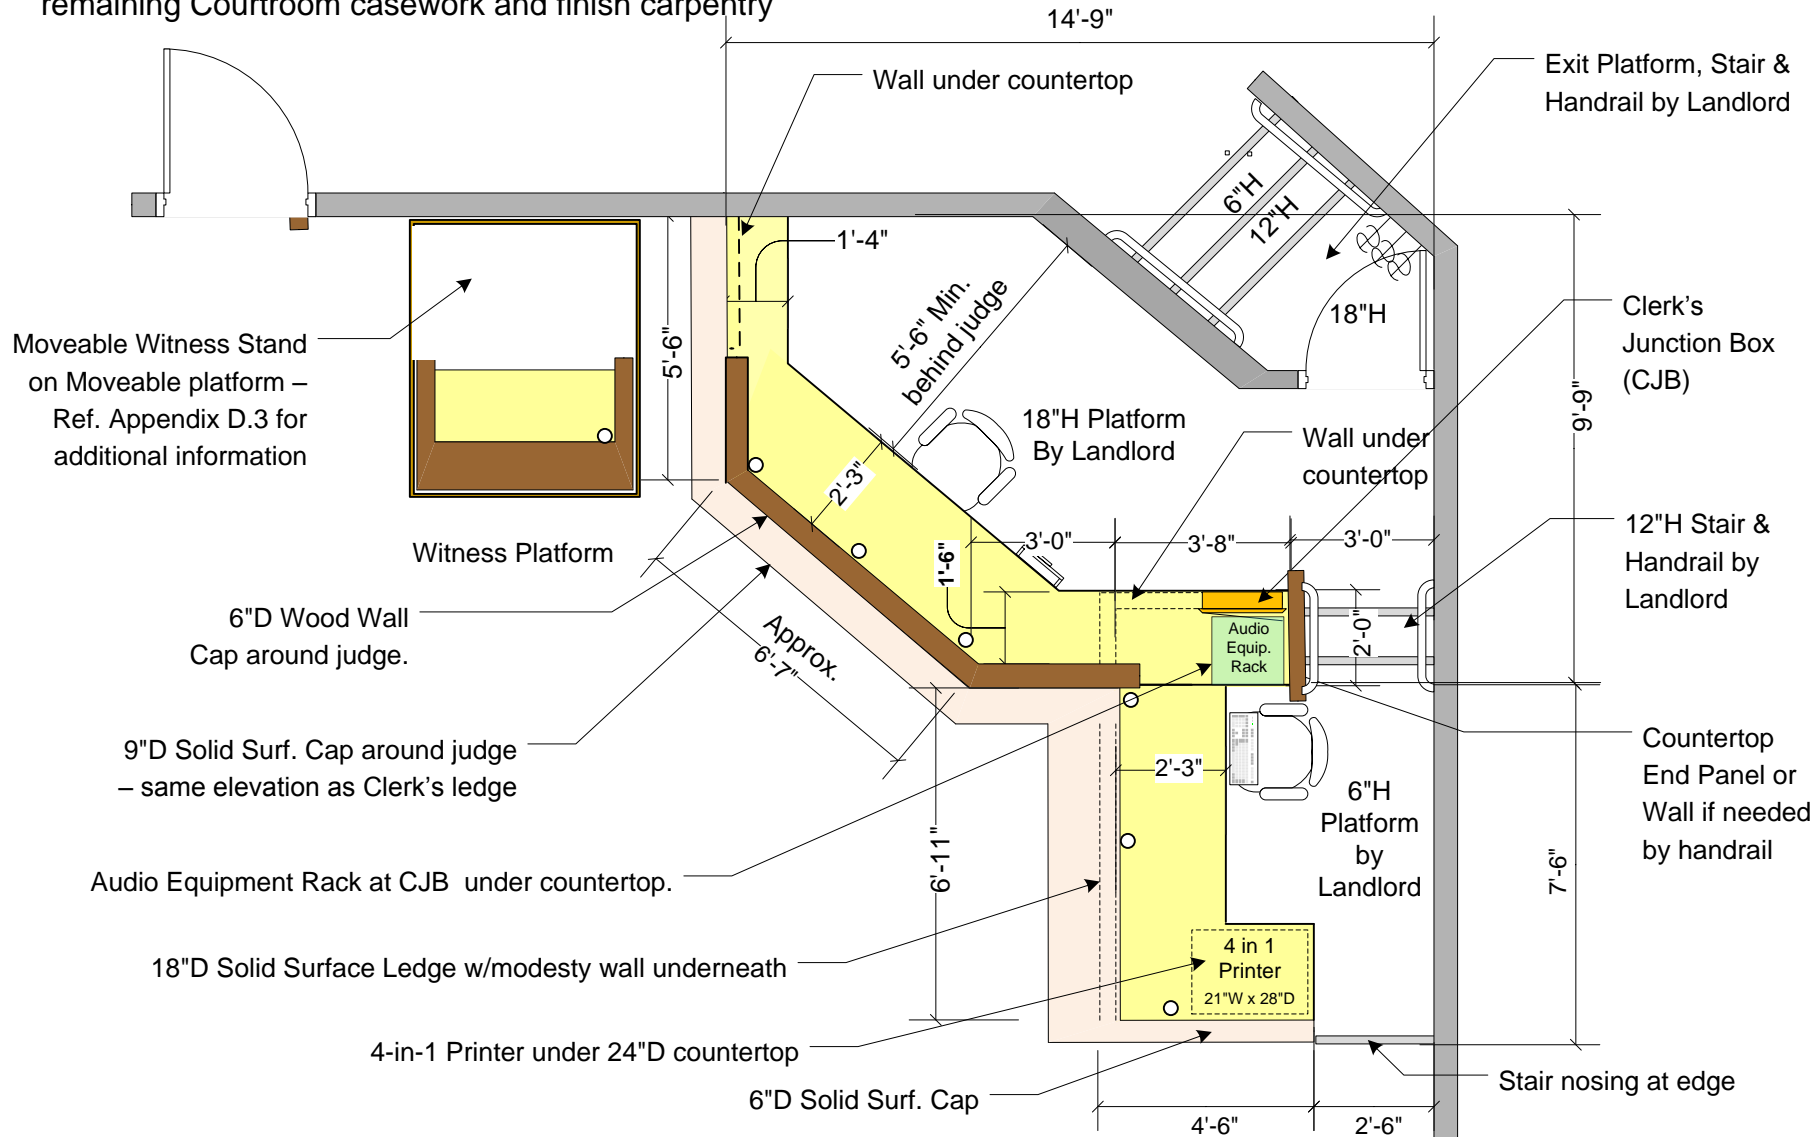 remaining Courtroom casework and finish carpentry
14'-9"
Wall under countertop
Exit Platform, Stair &
Handrail by Landlord
6"H
12"H
1'-4"
5'-6" Min.
behind judge
18"H
Clerk's
Junction Box
(CJB)
Moveable Witness Stand
on Moveable platform –
Ref. Appendix D.3 for
additional information
5'-6"
9'-9"
18"H Platform
By Landlord
Wall under
countertop
2'-3"
12"H Stair &
Handrail by
Landlord
Witness Platform
1'-6"
3'-0"
3'-8"
3'-0"
2'-0"
6"D Wood Wall
Cap around judge.
Approx.
6'-7"
Audio
Equip.
Rack
9"D Solid Surf. Cap around judge
– same elevation as Clerk's ledge
2'-3"
6"H
Platform
by
Landlord
Countertop
End Panel or
Wall if needed
by handrail
Audio Equipment Rack at CJB under countertop.
6'-11"
7'-6"
18"D Solid Surface Ledge w/modesty wall underneath
4 in 1
Printer
21"W x 28"D
4-in-1 Printer under 24"D countertop
6"D Solid Surf. Cap
Stair nosing at edge
4'-6"
2'-6"